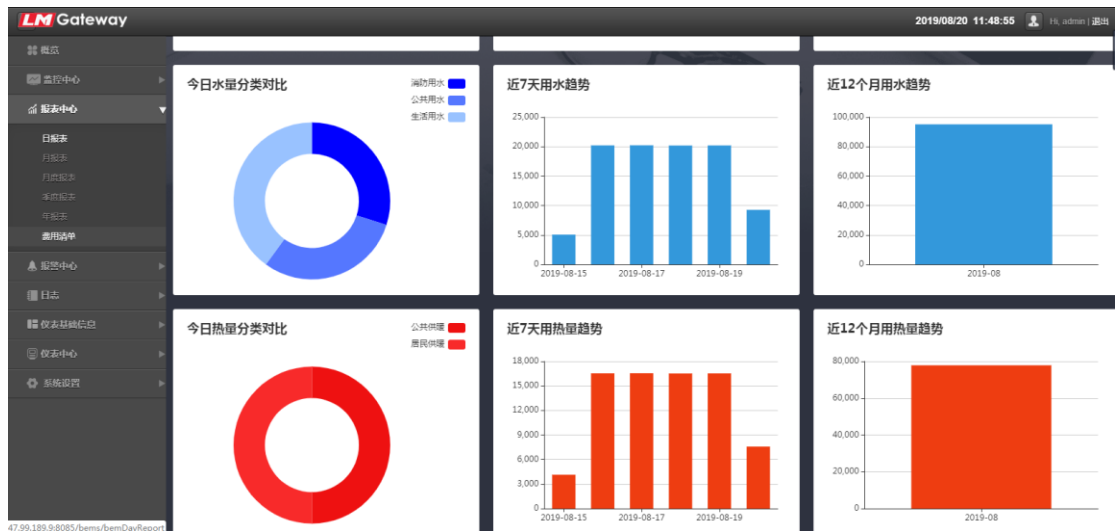 LM Gateway
2019/08/20 11:48:55 Hi, admin | 退出
概览
监控中心
报表中心
日报表
月报表
月度报表
季度报表
年报表
费用清单
报警中心
日志
仪表基础信息
仪表中心
系统设置
今日水量分类对比
消防用水
公共用水
生活用水
近7天用水趋势
25,000
20,000
15,000
10,000
5,000
0
2019-08-15 2019-08-17 2019-08-19
近12个月用水趋势
100,000
80,000
60,000
40,000
20,000
0
2019-08
今日热量分类对比
公共供暖
居民供暖
近7天用热量趋势
18,000
15,000
12,000
9,000
6,000
3,000
0
2019-08-15 2019-08-17 2019-08-19
近12个月用热量趋势
80,000
60,000
40,000
20,000
0
2019-08
47.99.189.9:8085/bems/bemDayReport